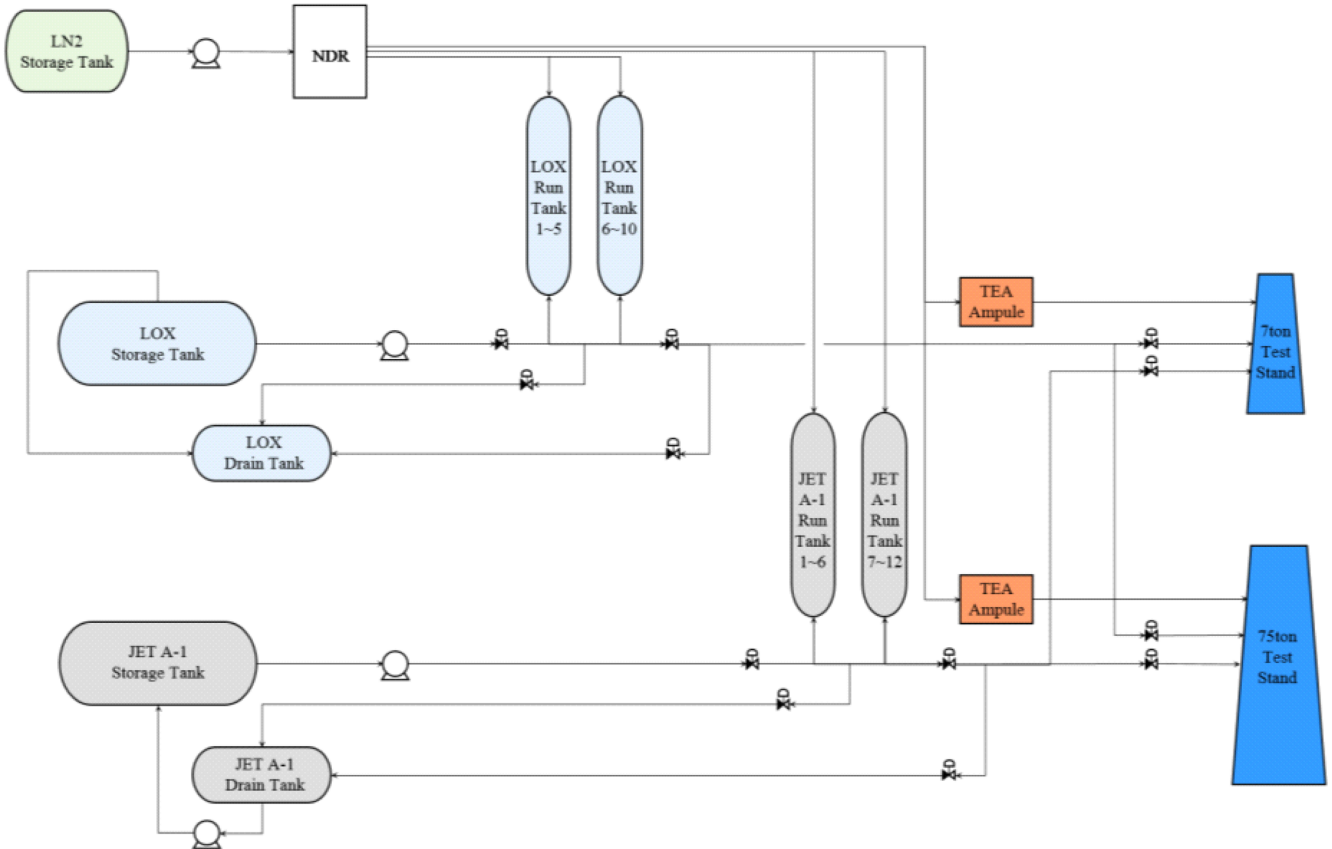 LN2
Storage Tank
NDR
LOX
Run
Tank
1~5
LOX
Run
Tank
6~10
TEA
Ampule
7ton
Test
Stand
LOX
Storage Tank
LOX
Drain Tank
JET
A-1
Run
Tank
1~6
JET
A-1
Run
Tank
7~12
TEA
Ampule
75ton
Test
Stand
JET A-1
Storage Tank
JET A-1
Drain Tank